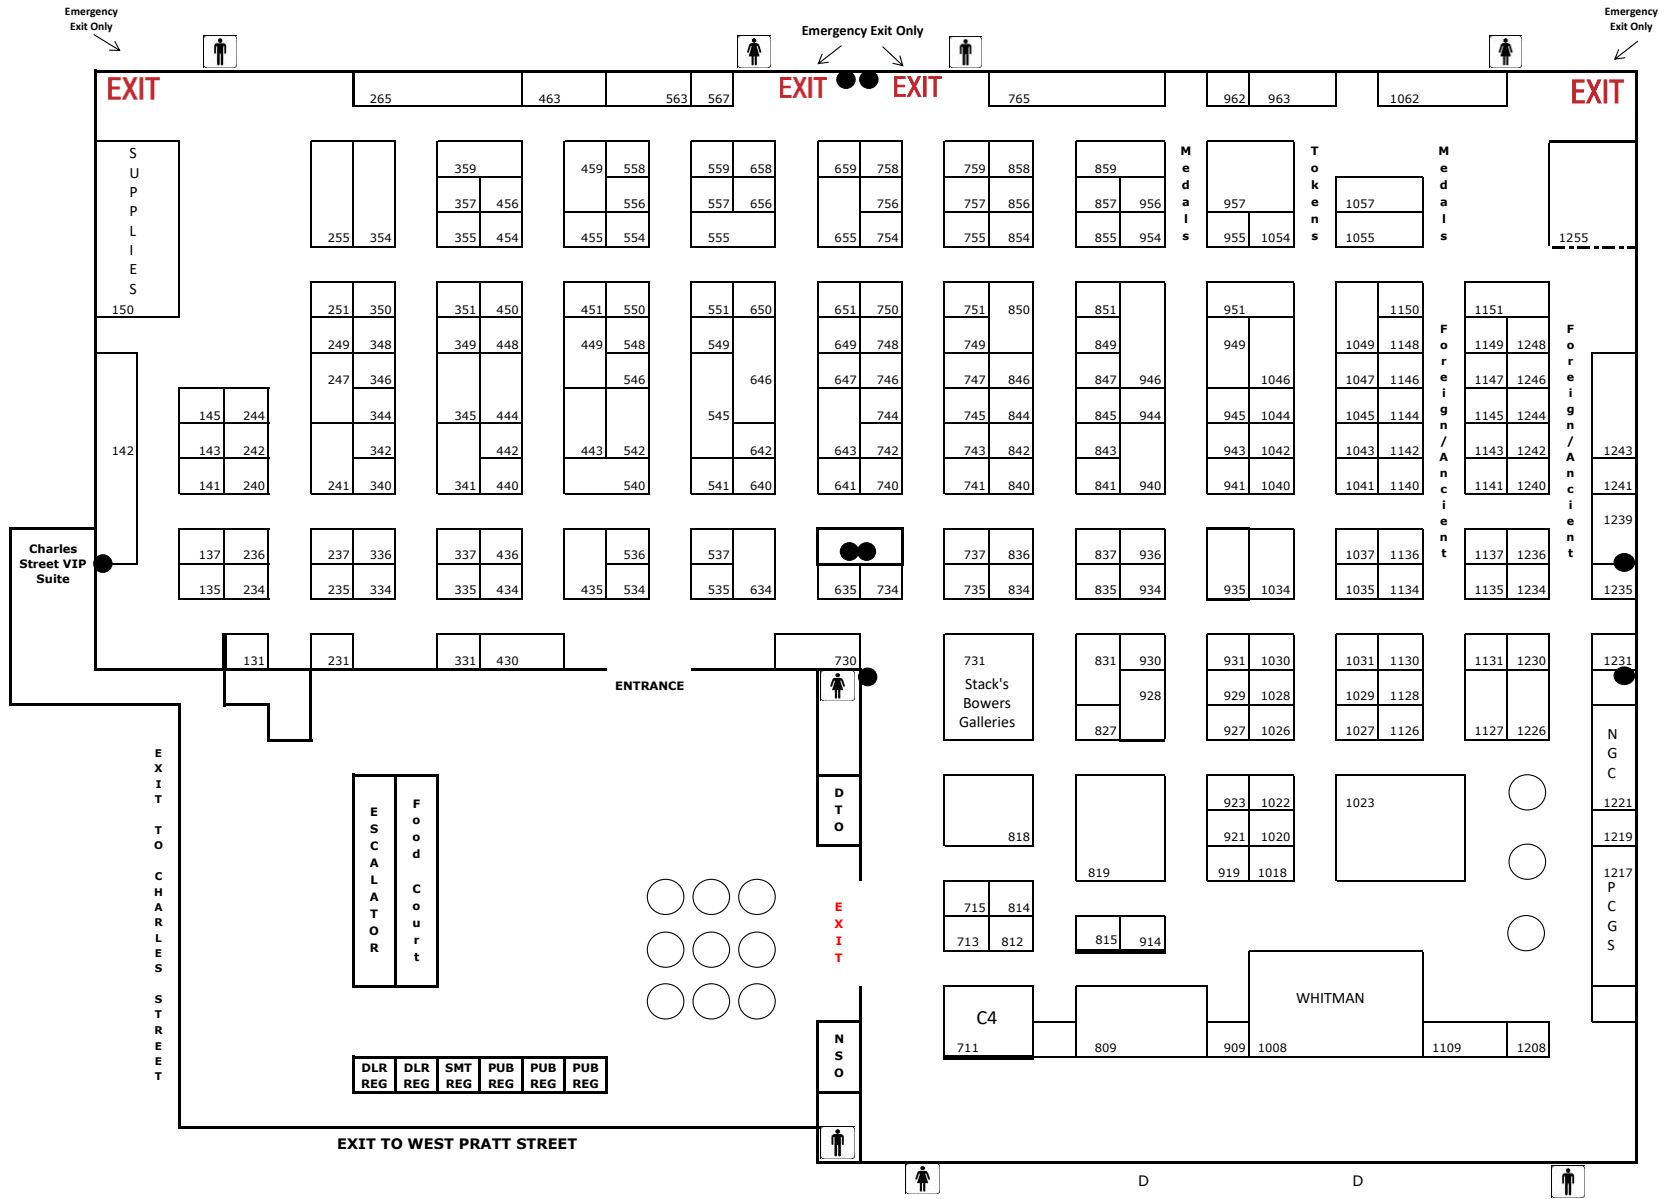 Emergency
Exit Only
Emergency Exit Only
Emergency
Exit Only
EXIT
EXIT
EXIT
EXIT
265 463 563 567 765 962 963 1062
SUPPLIES
150
Medals
Tokens
Medals
359 459 558 559 658 659 758 759 858 859
357 456 556 557 656 756 757 856 857 956 957 1057
255 354 355 454 455 554 555 655 754 755 854 855 954 955 1054 1055 1255
251 350 351 450 451 550 551 650 651 750 751 850 851 951 1150 1151
Foreign/Ancient
Foreign/Ancient
249 348 349 448 449 548 549 649 748 749 849 949 1049 1148 1149 1248
247 346 546 646 647 746 747 846 847 946 1046 1047 1146 1147 1246
145 244 344 345 444 545 744 745 844 845 944 945 1044 1045 1144 1145 1244
142 143 242 342 442 443 542 642 643 742 743 842 843 943 1042 1043 1142 1143 1242 1243
141 240 241 340 341 440 540 541 640 641 740 741 840 841 940 941 1040 1041 1140 1141 1240 1241
1239
Charles
Street VIP
Suite
137 236 237 336 337 436 536 537 737 836 837 936 1037 1136 1137 1236
135 234 235 334 335 434 435 534 535 634 635 734 735 834 835 934 935 1034 1035 1134 1135 1234 1235
131 231 331 430 730 731 831 930 931 1030 1031 1130 1131 1230 1231
ENTRANCE
Stack's
Bowers
Galleries
928 929 1028 1029 1128
827 927 1026 1027 1126 1127 1226
NGC
1221
EXIT TO CHARLES STREET
ESCALATOR
Food Court
DTO
818
819
923 1022 1023
921 1020 1219
919 1018 1217
PCGS
EXIT
715 814
713 812 815 914
WHITMAN
C4
711 809 909 1008 1109 1208
NSO
DLR
REG
DLR
REG
SMT
REG
PUB
REG
PUB
REG
PUB
REG
EXIT TO WEST PRATT STREET
D D